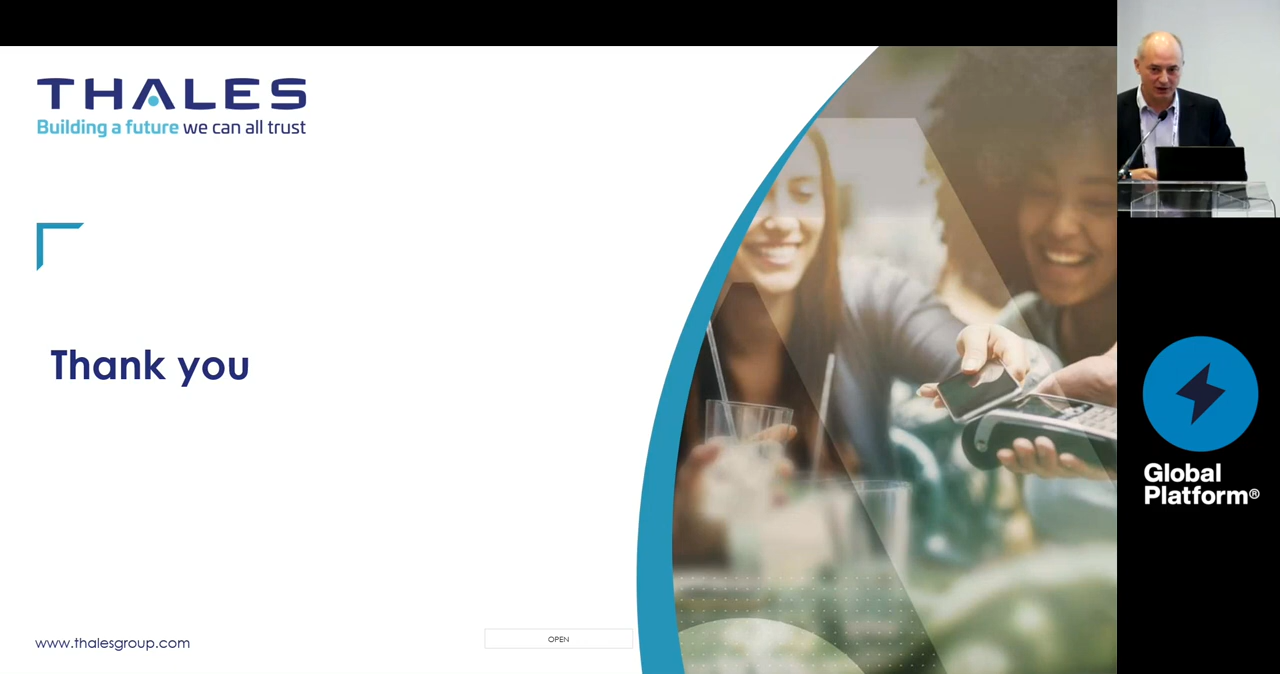 THALES
Building a future we can all trust
Thank you
www.thalesgroup.com
OPEN
Global
Platform®